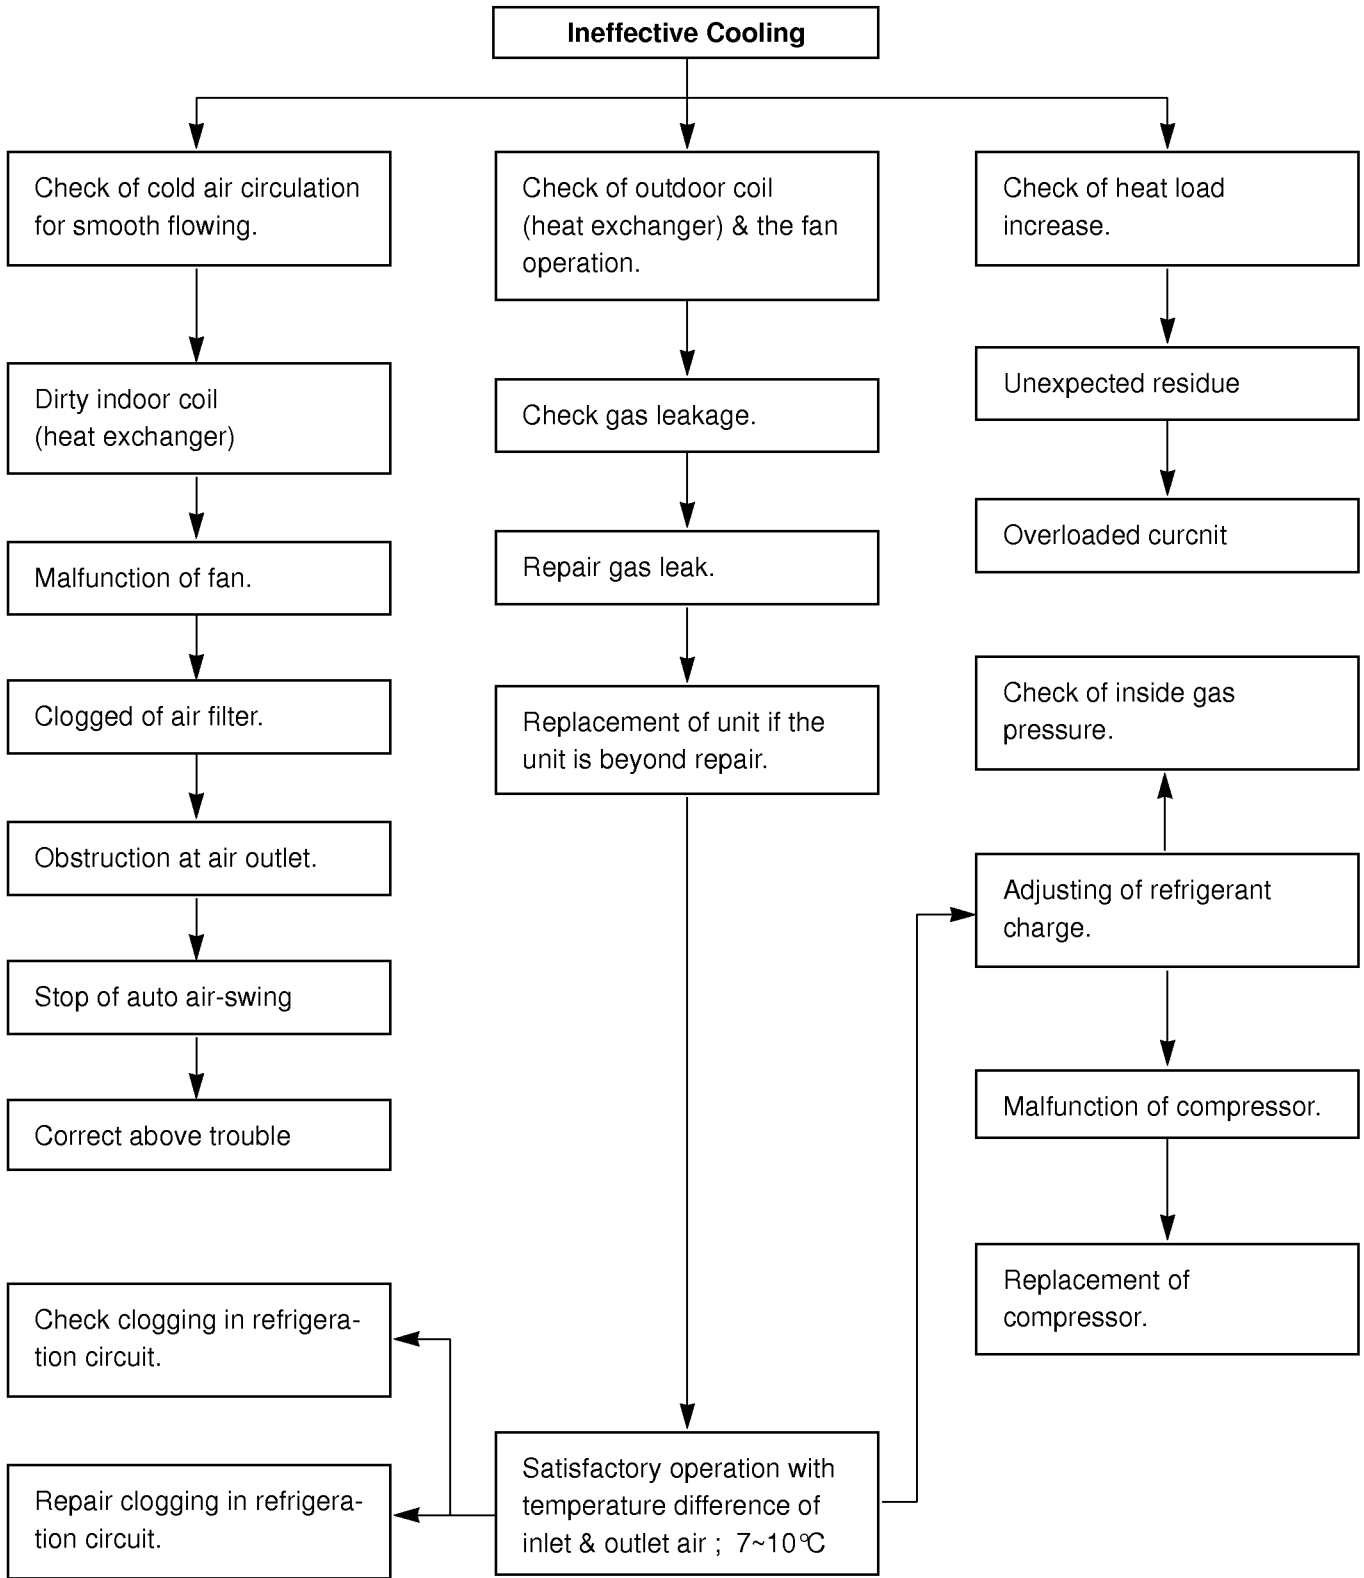 Ineffective Cooling
Check of cold air circulation
for smooth flowing.
Dirty indoor coil
(heat exchanger)
Malfunction of fan.
Clogged of air filter.
Obstruction at air outlet.
Stop of auto air-swing
Correct above trouble
Check of outdoor coil
(heat exchanger) & the fan
operation.
Check gas leakage.
Repair gas leak.
Replacement of unit if the
unit is beyond repair.
Satisfactory operation with
temperature difference of
inlet & outlet air ; 7~10°C
Check clogging in refrigera-
tion circuit.
Repair clogging in refrigera-
tion circuit.
Check of heat load
increase.
Unexpected residue
Overloaded curcnit
Check of inside gas
pressure.
Adjusting of refrigerant
charge.
Malfunction of compressor.
Replacement of
compressor.